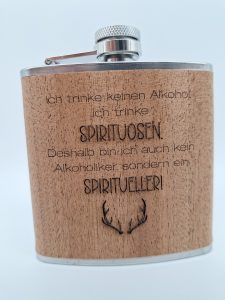 Ich trinke keinen Alkohol,
ich trinke
SPIRITUOSEN.
Deshalb bin ich auch kein
Alkoholiker sondern ein
SPIRITUELLER!